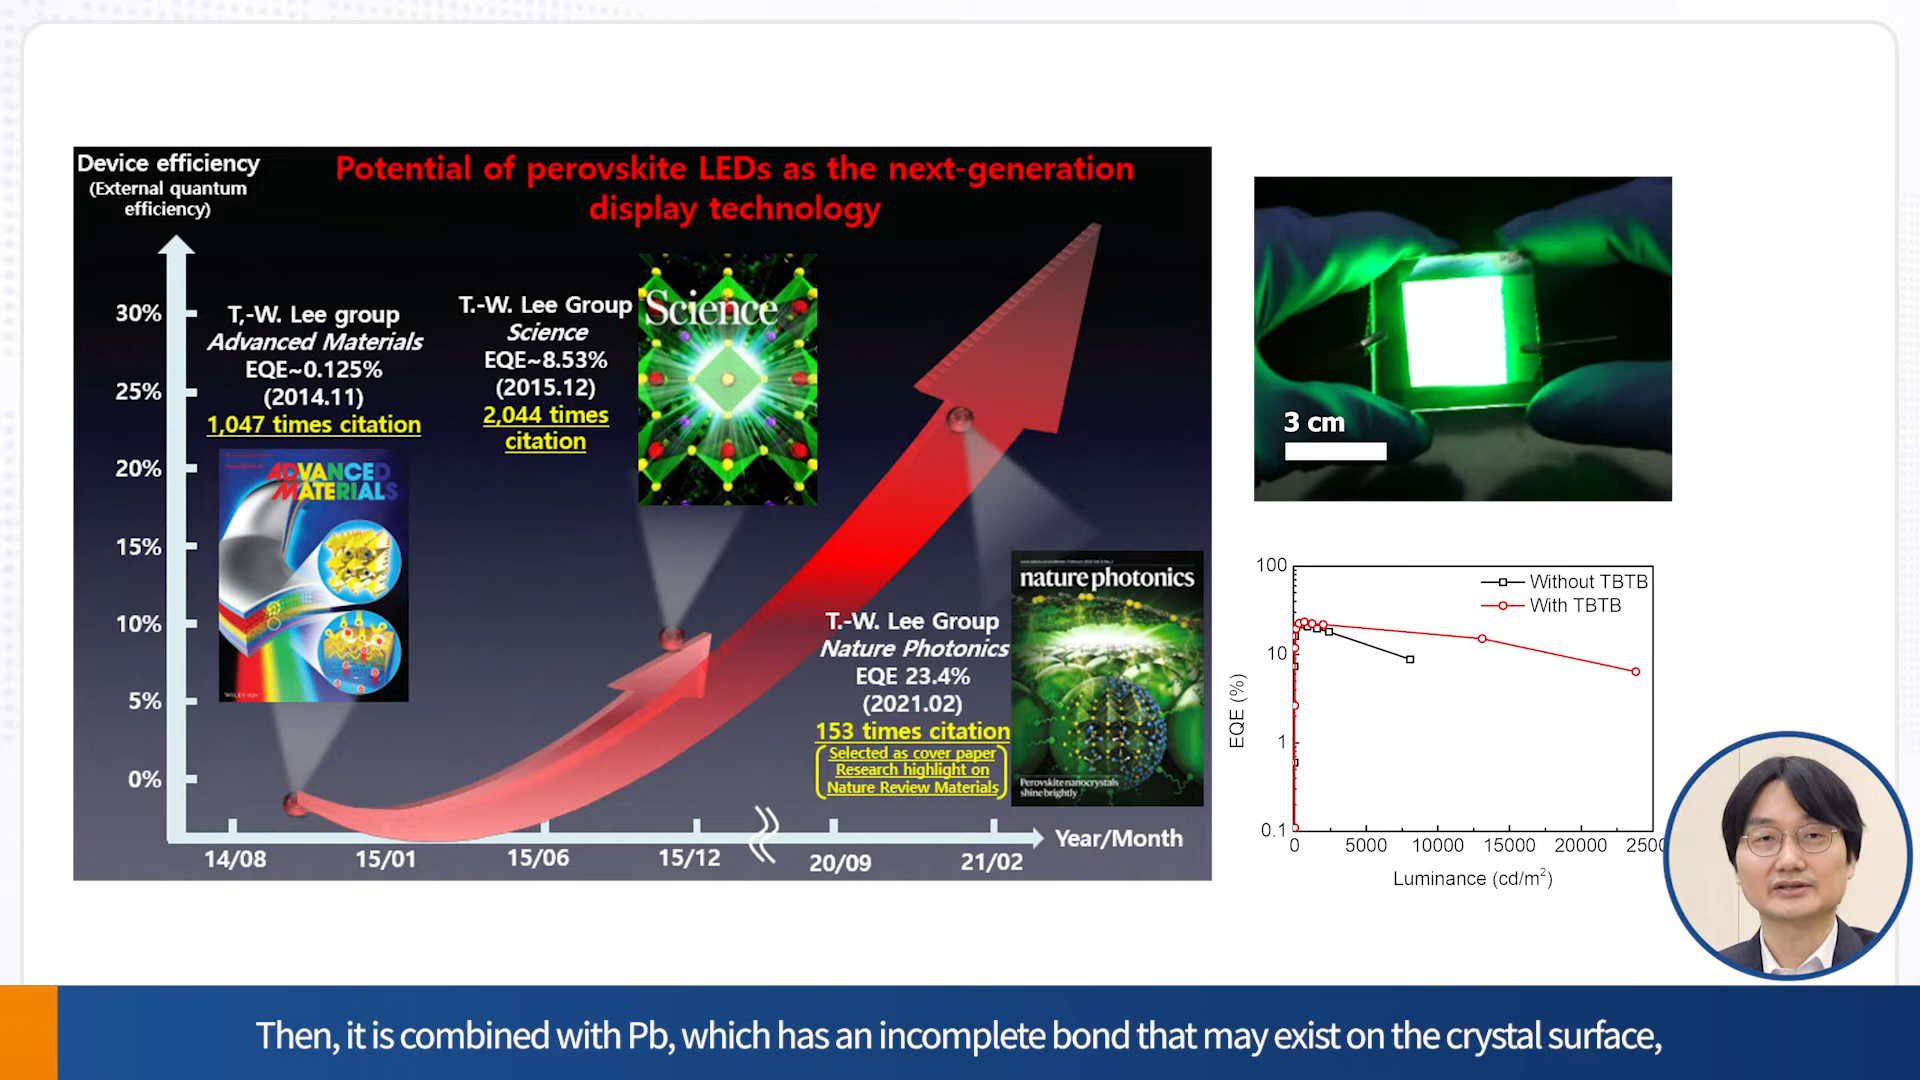 Device efficiency
(External quantum
efficiency)
Potential of perovskite LEDs as the next-generation
display technology
30%
25%
20%
15%
10%
5%
0%
T,-W. Lee group
Advanced Materials
EQE~0.125%
(2014.11)
1,047 times citation
ADVANCED
MATERIALS
T.-W. Lee Group
Science
EQE~8.53%
(2015.12)
2,044 times
citation
Science
T.-W. Lee Group
Nature Photonics
EQE 23.4%
(2021.02)
153 times citation
Selected as cover paper
Research highlight on
Nature Review Materials
nature photonics
Perovskite nanocrystals
shine brightly
14/08
15/01
15/06
15/12
20/09
21/02
Year/Month
3 cm
100
10
1
0.1
EQE (%)
Without TBTB
With TBTB
0
5000
10000
15000
20000
2500
Luminance (cd/m²)
Then, it is combined with Pb, which has an incomplete bond that may exist on the crystal surface,